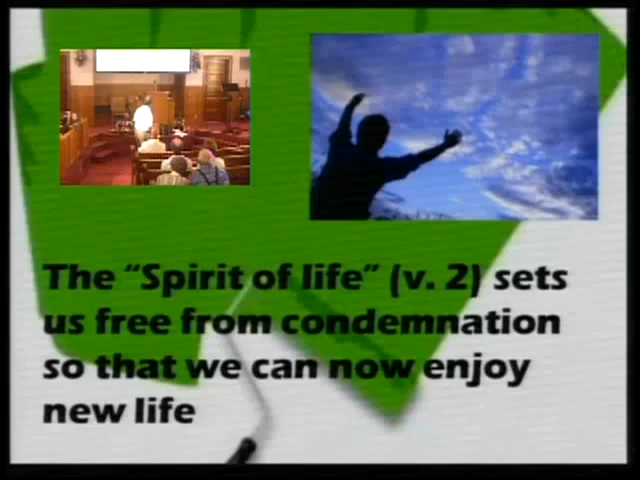 The “Spirit of life” (v. 2) sets
us free from condemnation
so that we can now enjoy
new life